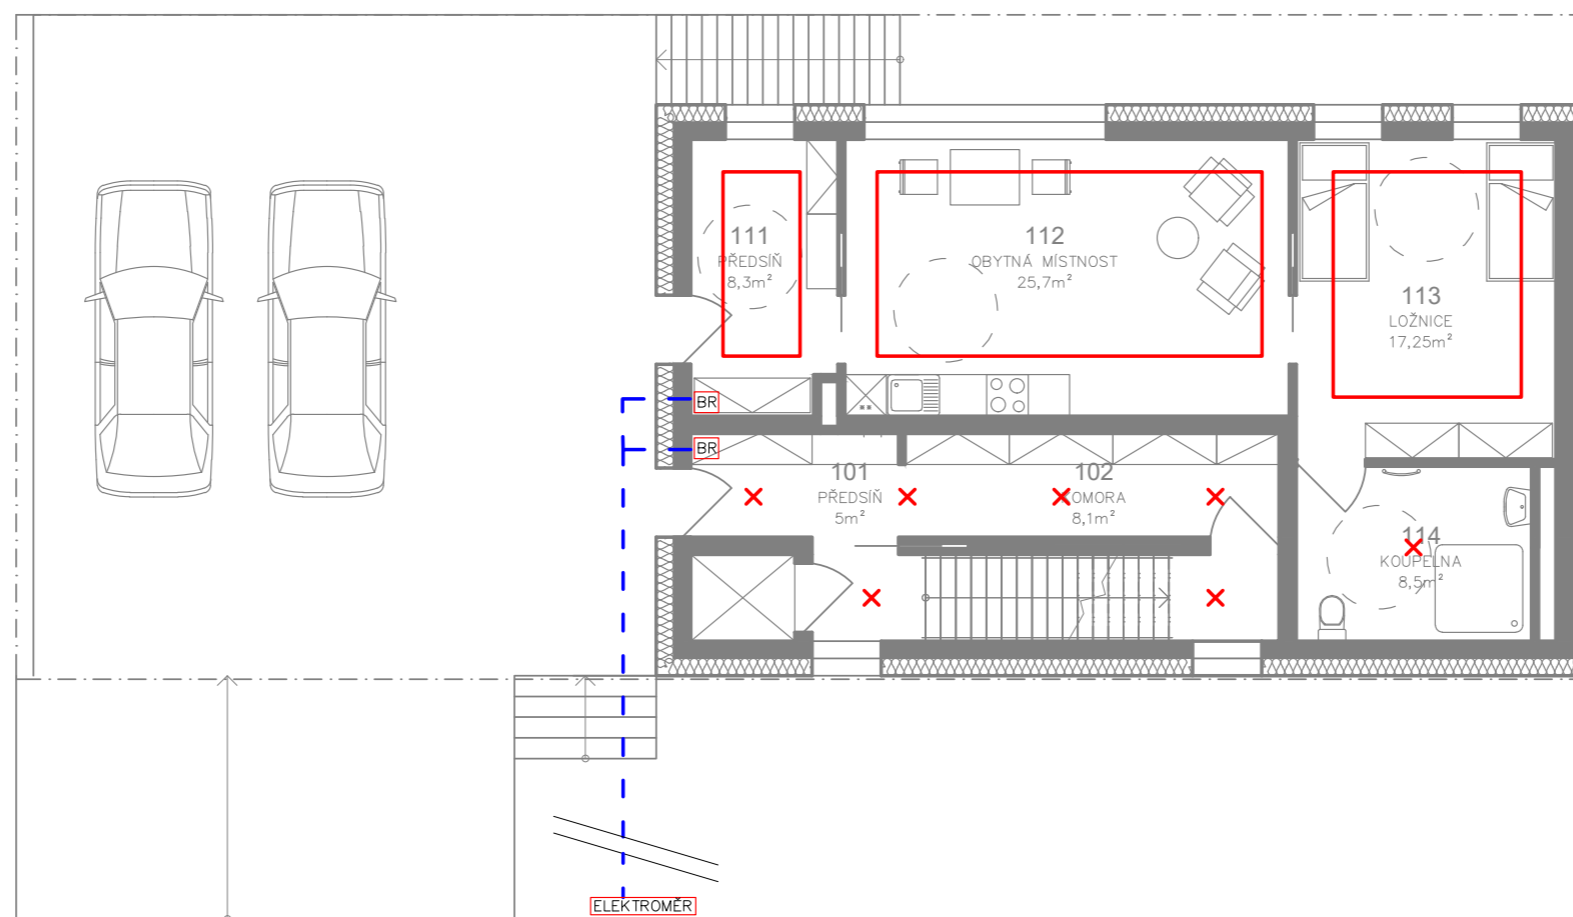 111
PŘEDSÍŇ
8,3m²
112
OBYTNÁ MÍSTNOST
25,7m²
113
LOŽNICE
17,25m²
BR
BR
101
PŘEDSÍŇ
5m²
102
KOMORA
8,1m²
114
KOUPELNA
8,5m²
ELEKTROMĚR